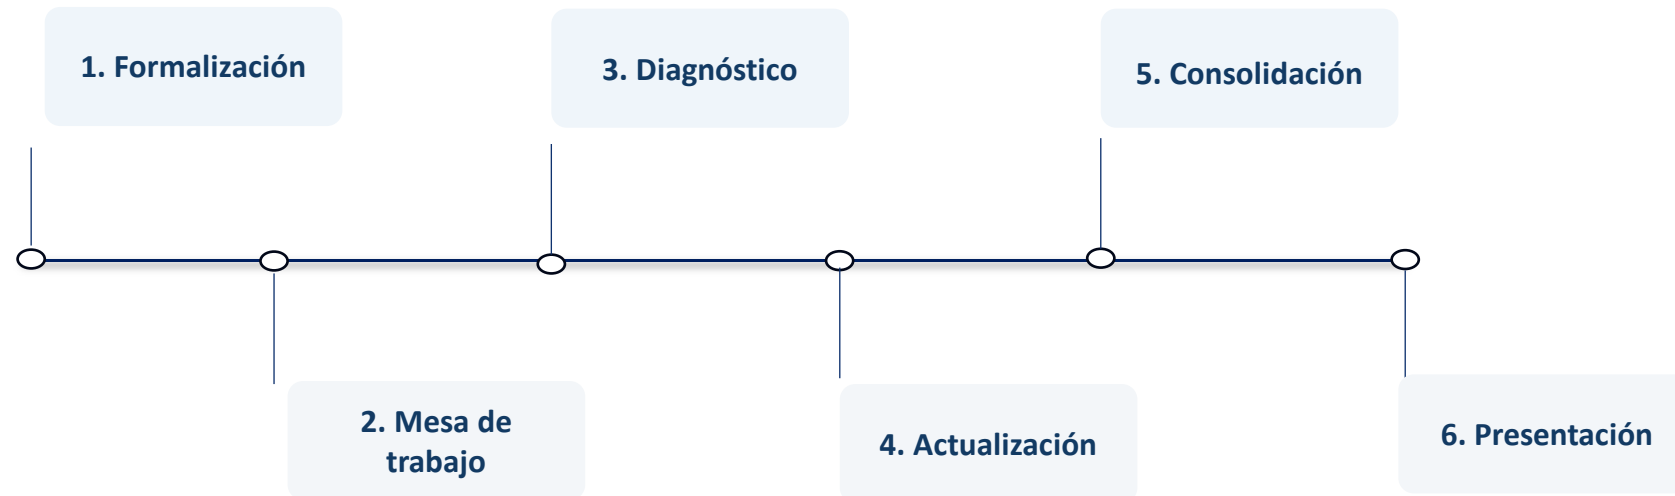 1. Formalización
2. Mesa de
trabajo
3. Diagnóstico
4. Actualización
5. Consolidación
6. Presentación